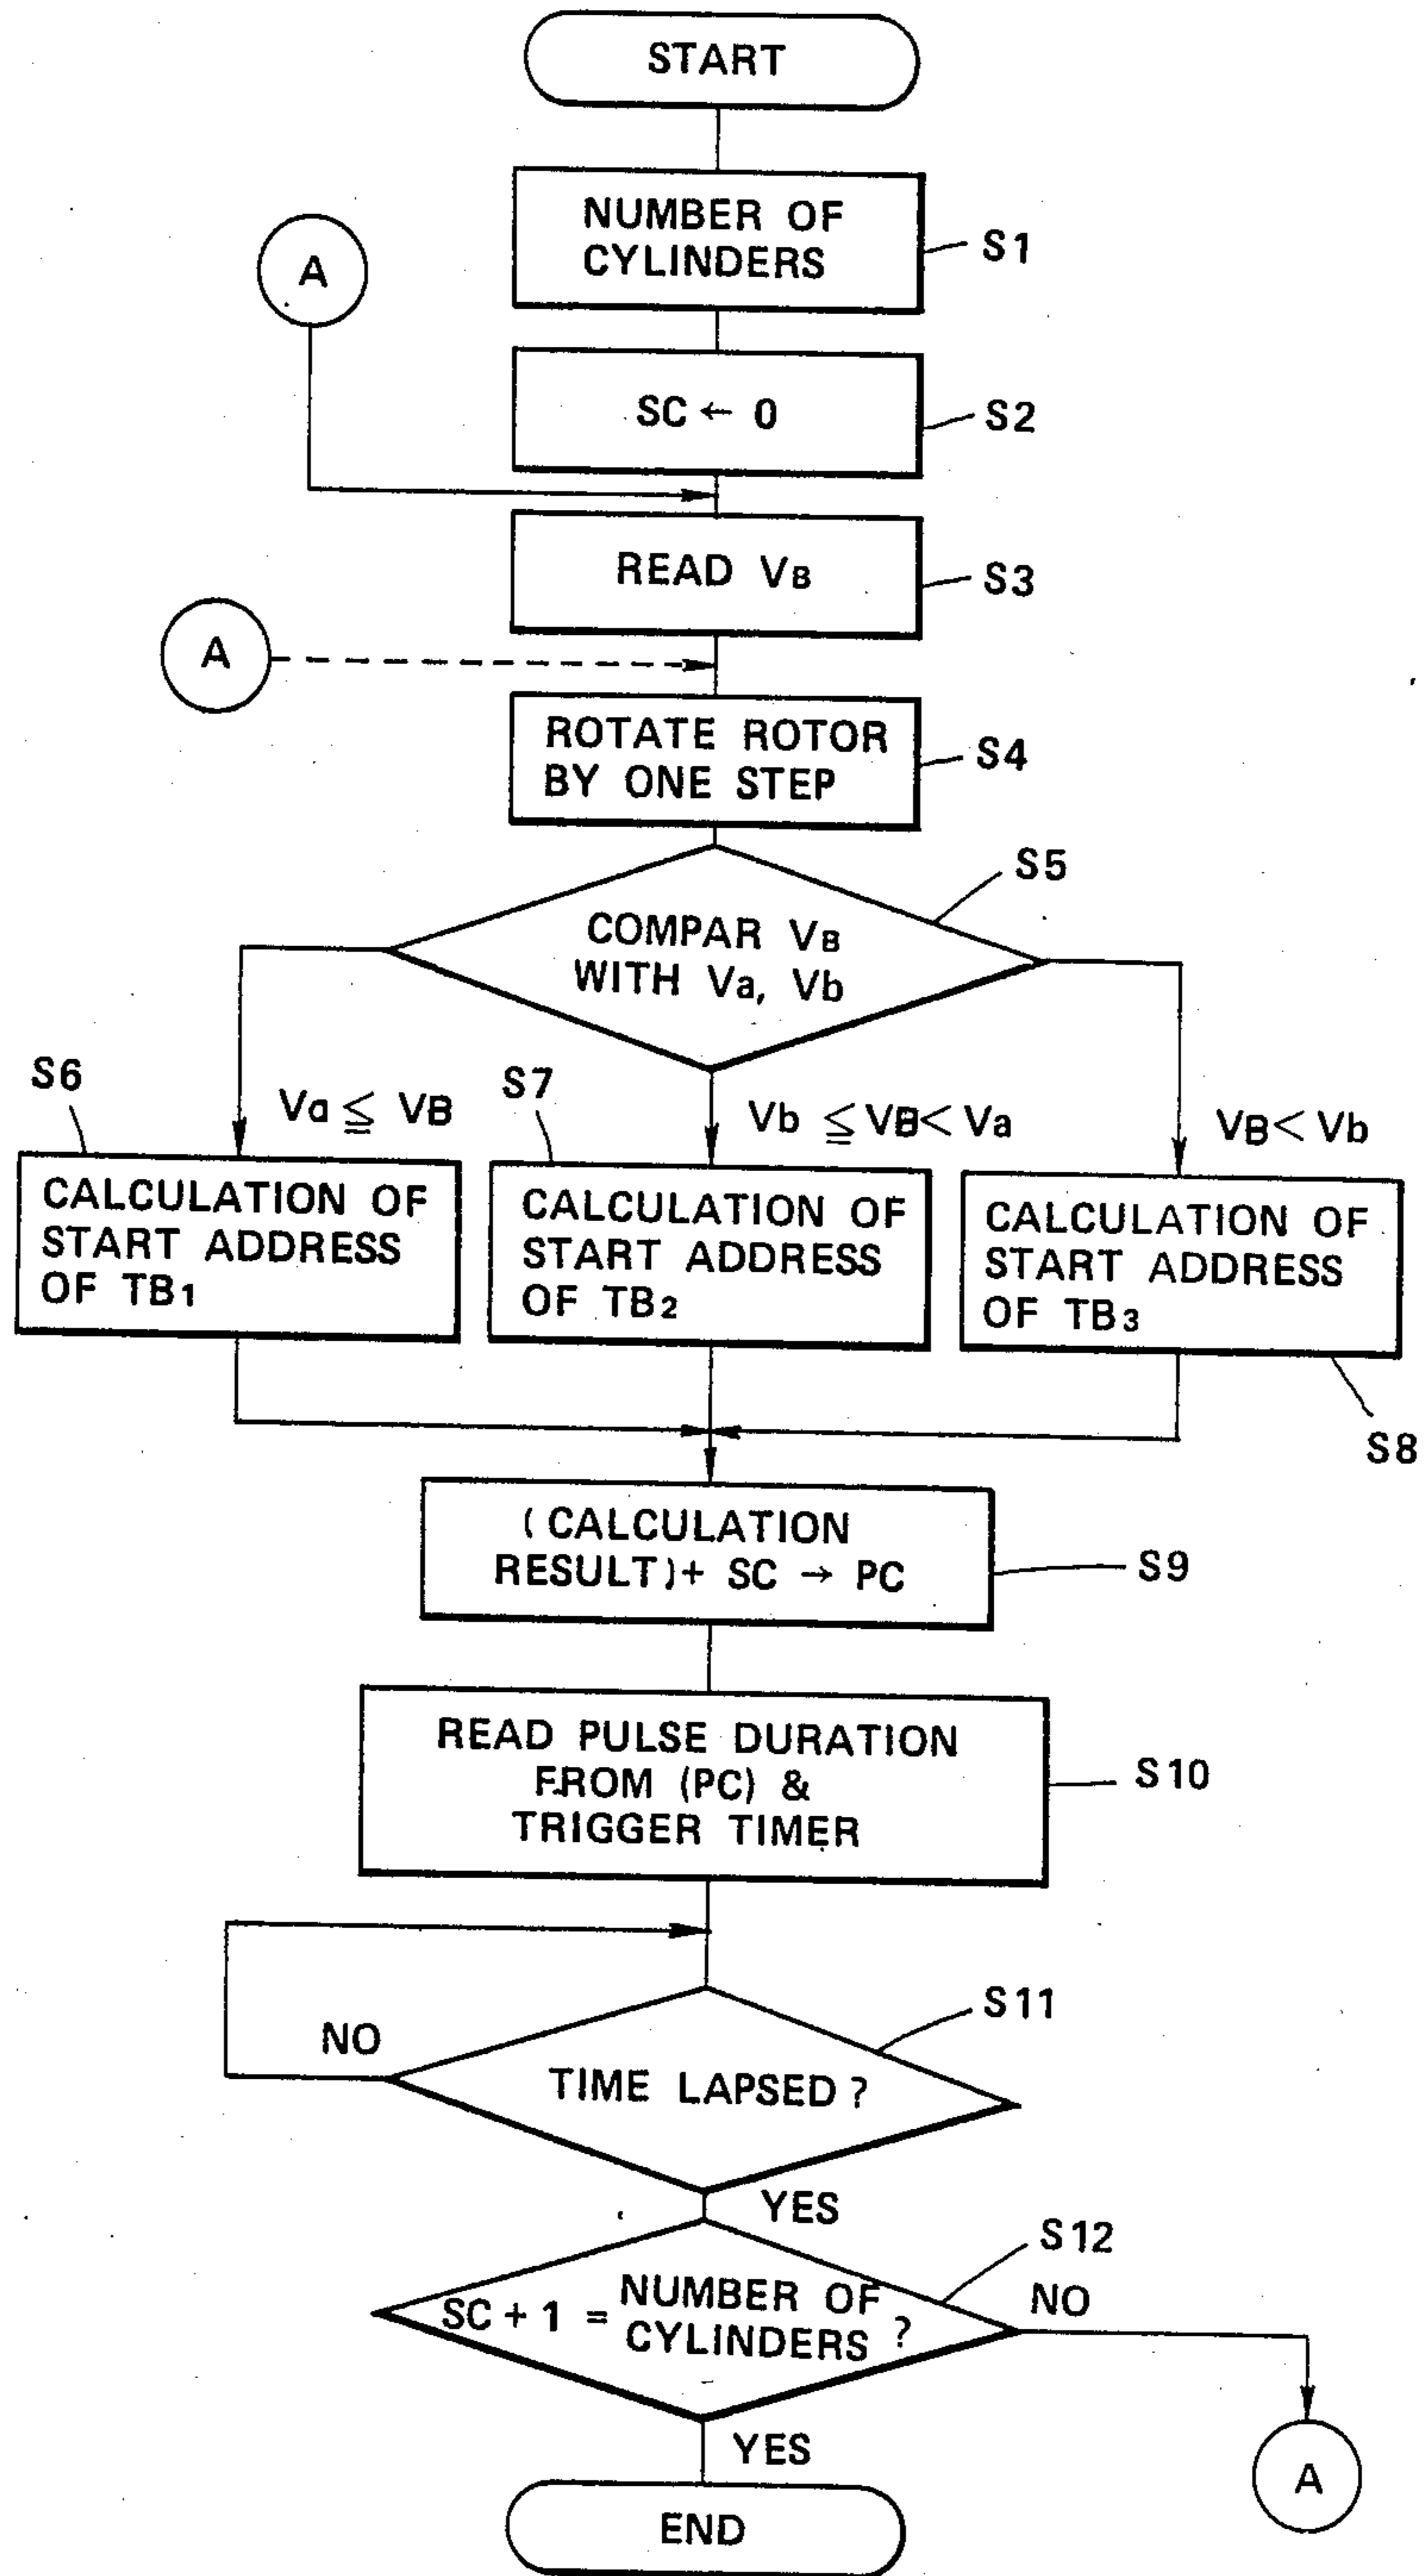 START
NUMBER OF
CYLINDERS
S1
A
SC ← 0
S2
READ VB
S3
A
ROTATE ROTOR
BY ONE STEP
S4
S5
COMPAR VB
WITH Va, Vb
S6
Va ≦ VB
S7
Vb ≦ VB < Va
VB < Vb
CALCULATION OF
START ADDRESS
OF TB1
CALCULATION OF
START ADDRESS
OF TB2
CALCULATION OF
START ADDRESS
OF TB3
S8
(CALCULATION
RESULT)+ SC → PC
S9
READ PULSE DURATION
FROM (PC) &
TRIGGER TIMER
S10
S11
NO
TIME LAPSED ?
YES
S12
SC + 1 = NUMBER OF
CYLINDERS ?
NO
YES
A
END